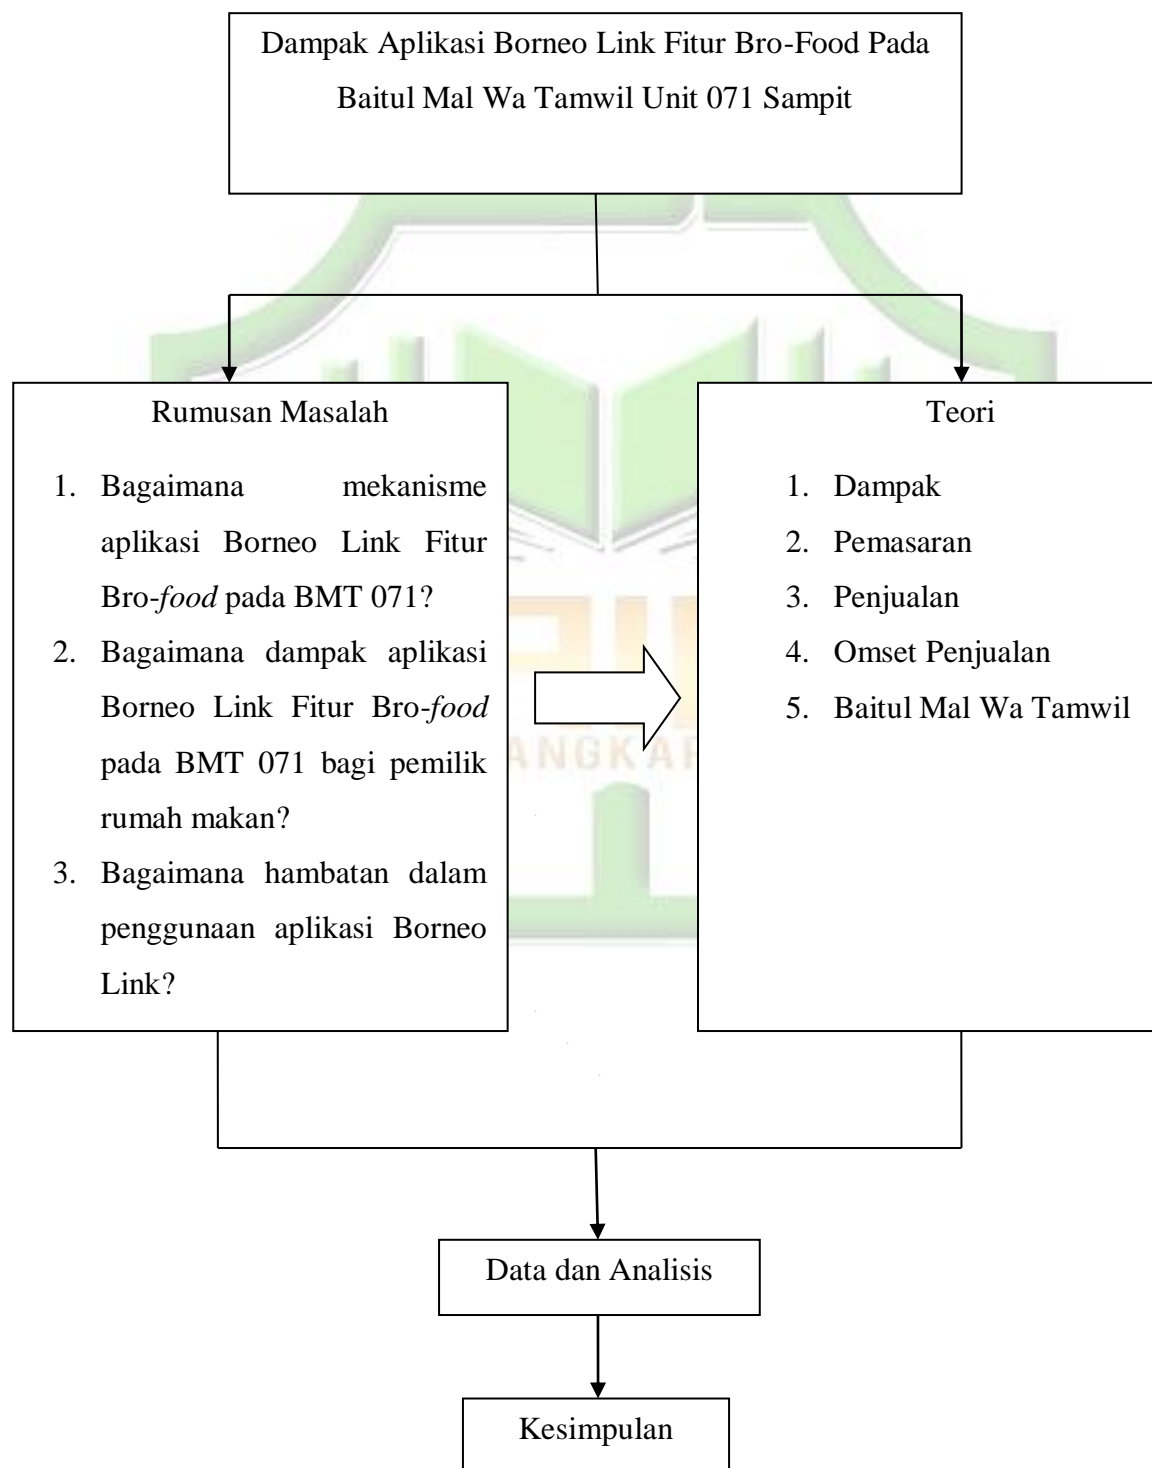 Dampak Aplikasi Borneo Link Fitur Bro-Food Pada
Baitul Mal Wa Tamwil Unit 071 Sampit
Rumusan Masalah
1. Bagaimana mekanisme
aplikasi Borneo Link Fitur
Bro-food pada BMT 071?
2. Bagaimana dampak aplikasi
Borneo Link Fitur Bro-food
pada BMT 071 bagi pemilik
rumah makan?
3. Bagaimana hambatan dalam
penggunaan aplikasi Borneo
Link?
Teori
1. Dampak
2. Pemasaran
3. Penjualan
4. Omset Penjualan
5. Baitul Mal Wa Tamwil
Data dan Analisis
Kesimpulan